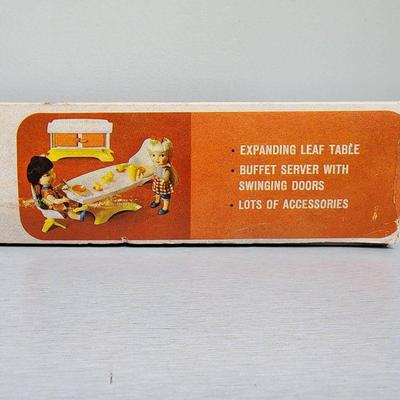 • EXPANDING LEAF TABLE
• BUFFET SERVER WITH
SWINGING DOORS
• LOTS OF ACCESSORIES